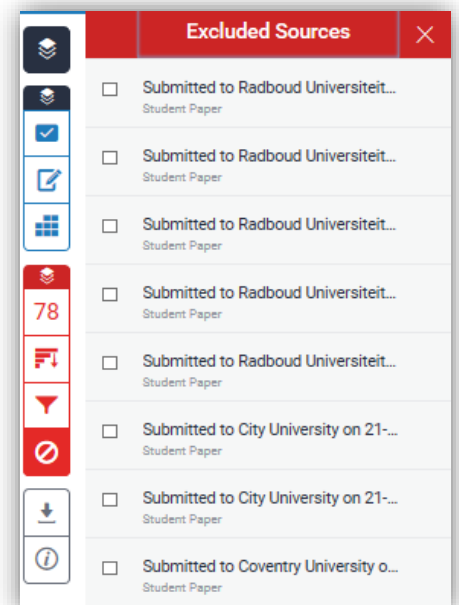 Excluded Sources
Submitted to Radboud Universiteit...
Student Paper
Submitted to Radboud Universiteit...
Student Paper
Submitted to Radboud Universiteit...
Student Paper
Submitted to Radboud Universiteit...
Student Paper
78
Submitted to Radboud Universiteit...
Student Paper
Submitted to City University on 21-...
Student Paper
Submitted to City University on 21-...
Student Paper
Submitted to Coventry University o...
Student Paper